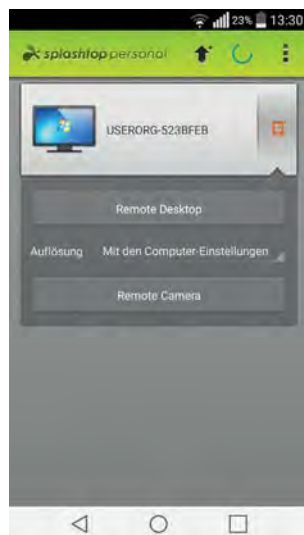 23% 13:30
splashtop personal
USERORG-523BFEB
Remote Desktop
Auflösung Mit den Computer-Einstellungen
Remote Camera